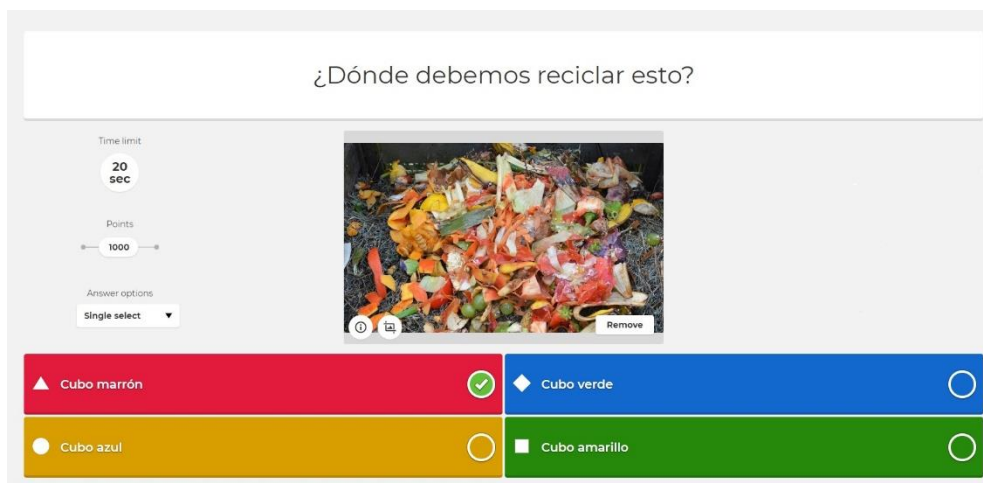 ¿Dónde debemos reciclar esto?
Time limit
20
sec
Points
1000
Answer options
Single select
Remove
Cubo marrón
Cubo verde
Cubo azul
Cubo amarillo